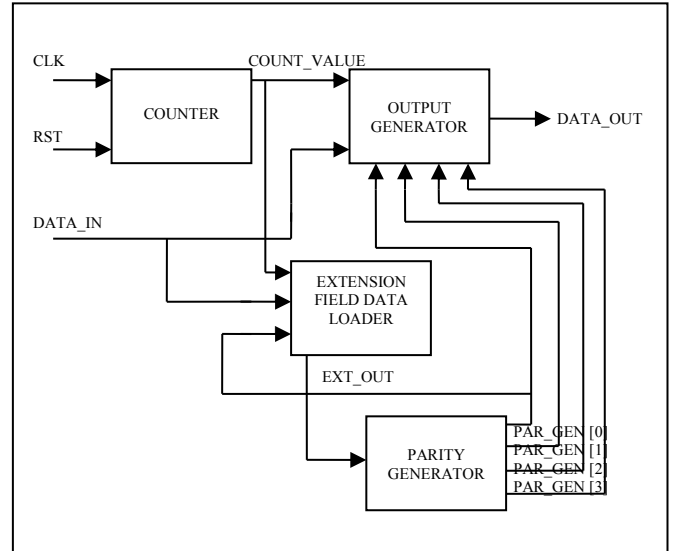 CLK
COUNT_VALUE
COUNTER
OUTPUT
GENERATOR
DATA_OUT
RST
DATA_IN
EXTENSION
FIELD DATA
LOADER
EXT_OUT
PARITY
GENERATOR
PAR_GEN [0]
PAR_GEN [1]
PAR_GEN [2]
PAR_GEN [3]